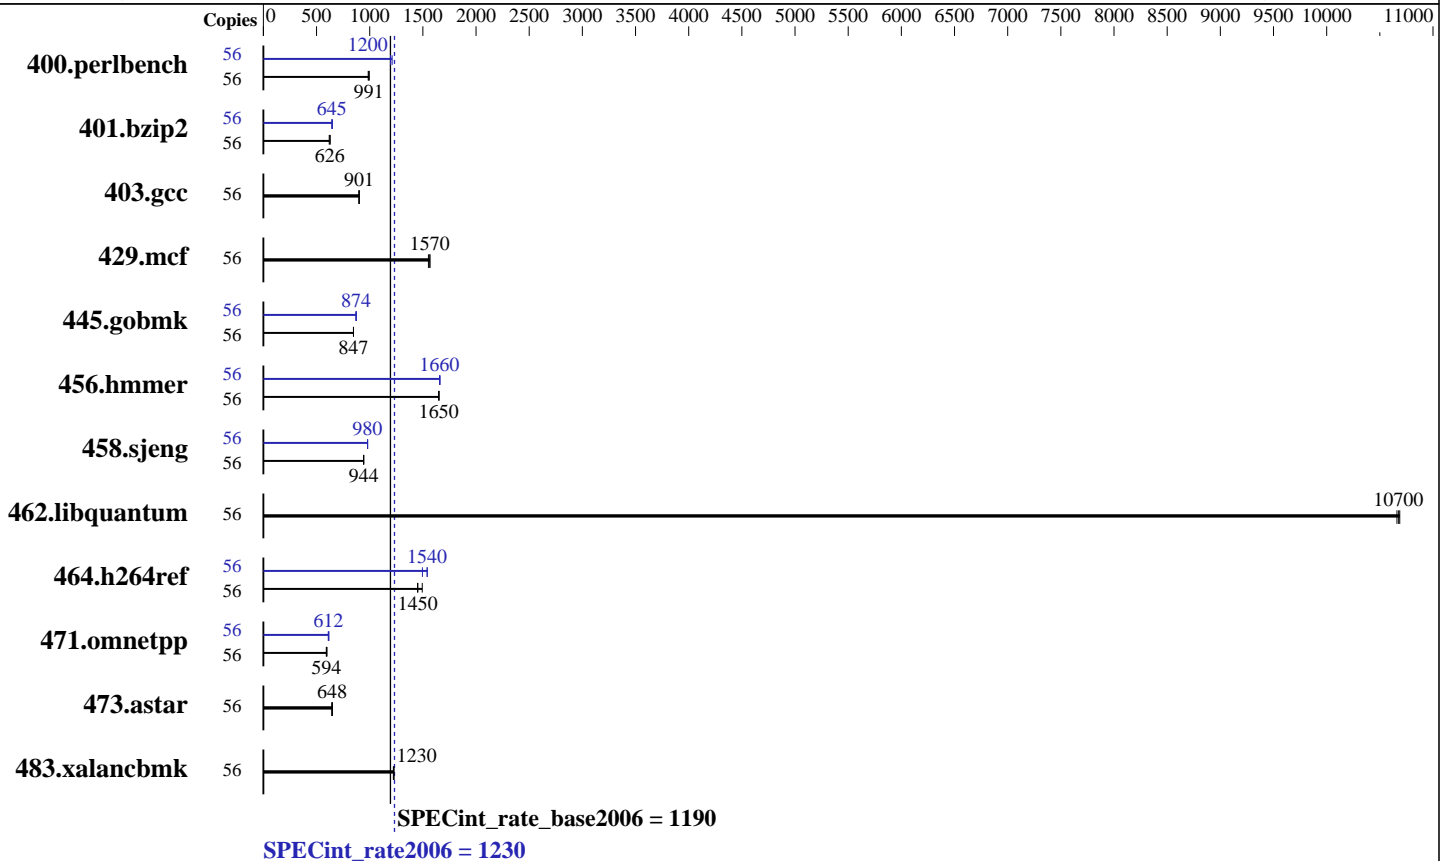 Copies 0 500 1000 1500 2000 2500 3000 3500 4000 4500 5000 5500 6000 6500 7000 7500 8000 8500 9000 9500 10000 11000
400.perlbench 56 1200
56 991
401.bzip2 56 645
56 626
403.gcc 56 901
429.mcf 56 1570
445.gobmk 56 874
56 847
456.hmmer 56 1660
56 1650
458.sjeng 56 980
56 944
462.libquantum 56 10700
464.h264ref 56 1540
56 1450
471.omnetpp 56 612
56 594
473.astar 56 648
483.xalancbmk 56 1230
SPECint_rate_base2006 = 1190
SPECint_rate2006 = 1230